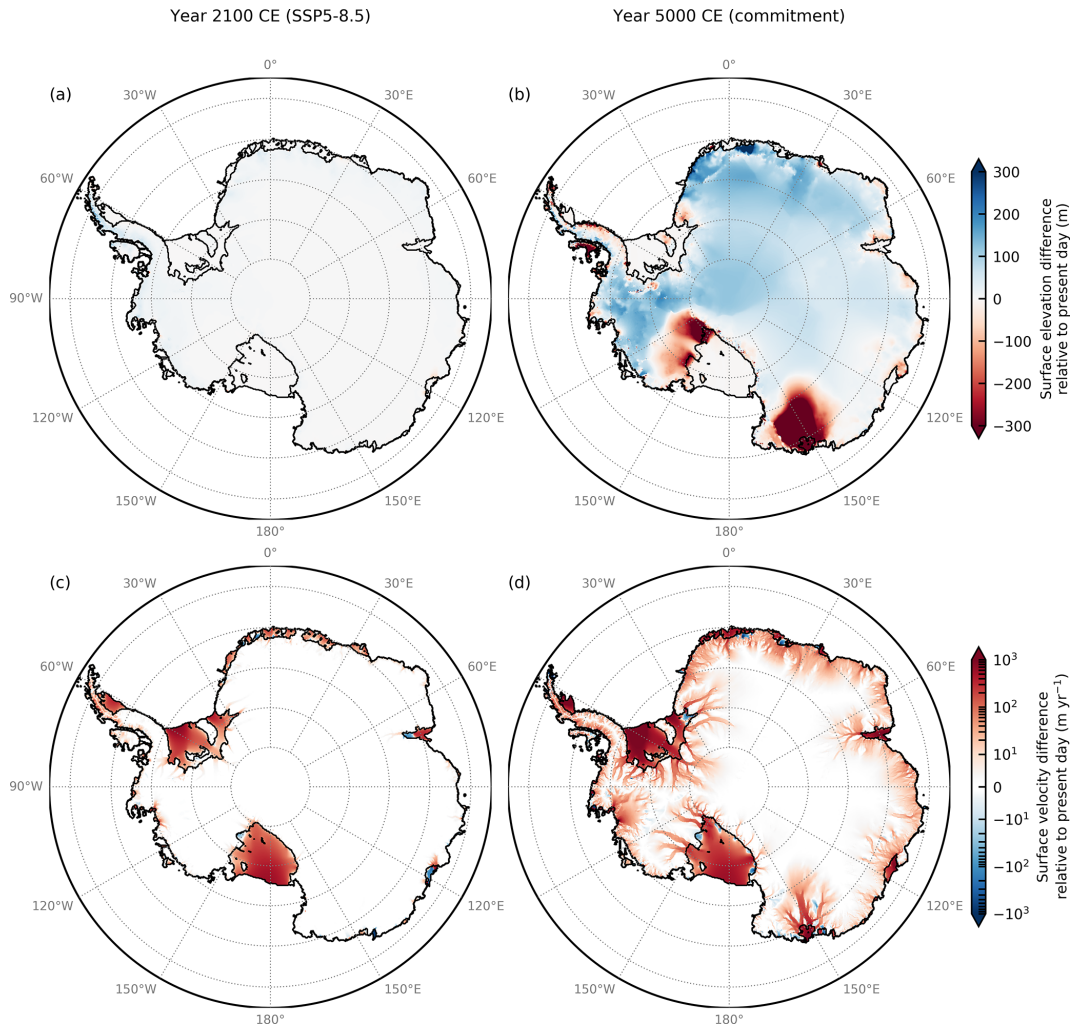 Year 2100 CE (SSP5-8.5)
Year 5000 CE (commitment)
(a)
0°
30°W
30°E
60°W
60°E
90°W
120°W
120°E
150°W
150°E
180°
(b)
0°
30°W
30°E
60°W
60°E
90°W
120°W
120°E
150°W
150°E
180°
300
200
100
0
−100
−200
−300
Surface elevation difference
relative to present day (m)
(c)
0°
30°W
30°E
60°W
60°E
90°W
120°W
120°E
150°W
150°E
180°
(d)
0°
30°W
30°E
60°W
60°E
120°W
120°E
150°W
150°E
180°
10³
10²
10¹
0
−10¹
−10²
−10³
Surface velocity difference
relative to present day (m yr⁻¹)